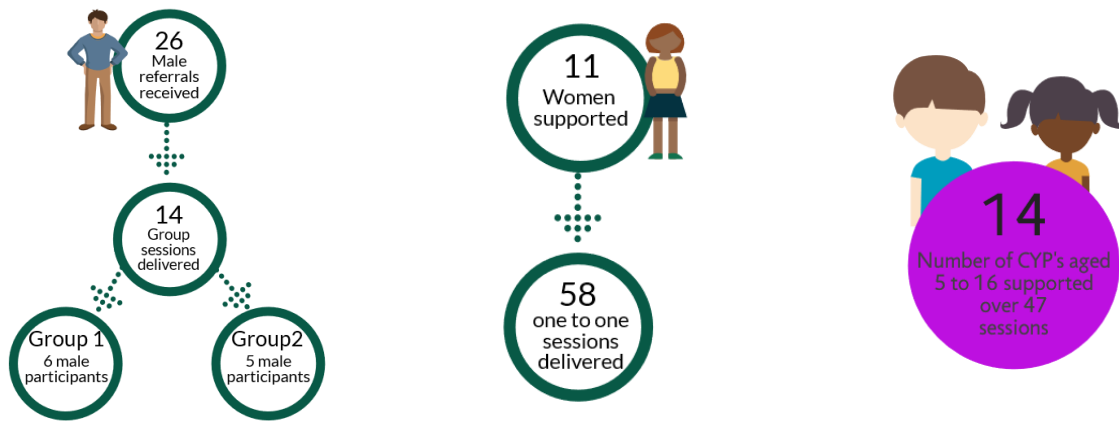 26
Male
referrals
received
14
Group
sessions
delivered
Group 1
6 male
participants
Group2
5 male
participants
11
Women
supported
58
one to one
sessions
delivered
14
Number of CYP's aged
5 to 16 supported
over 47
sessions